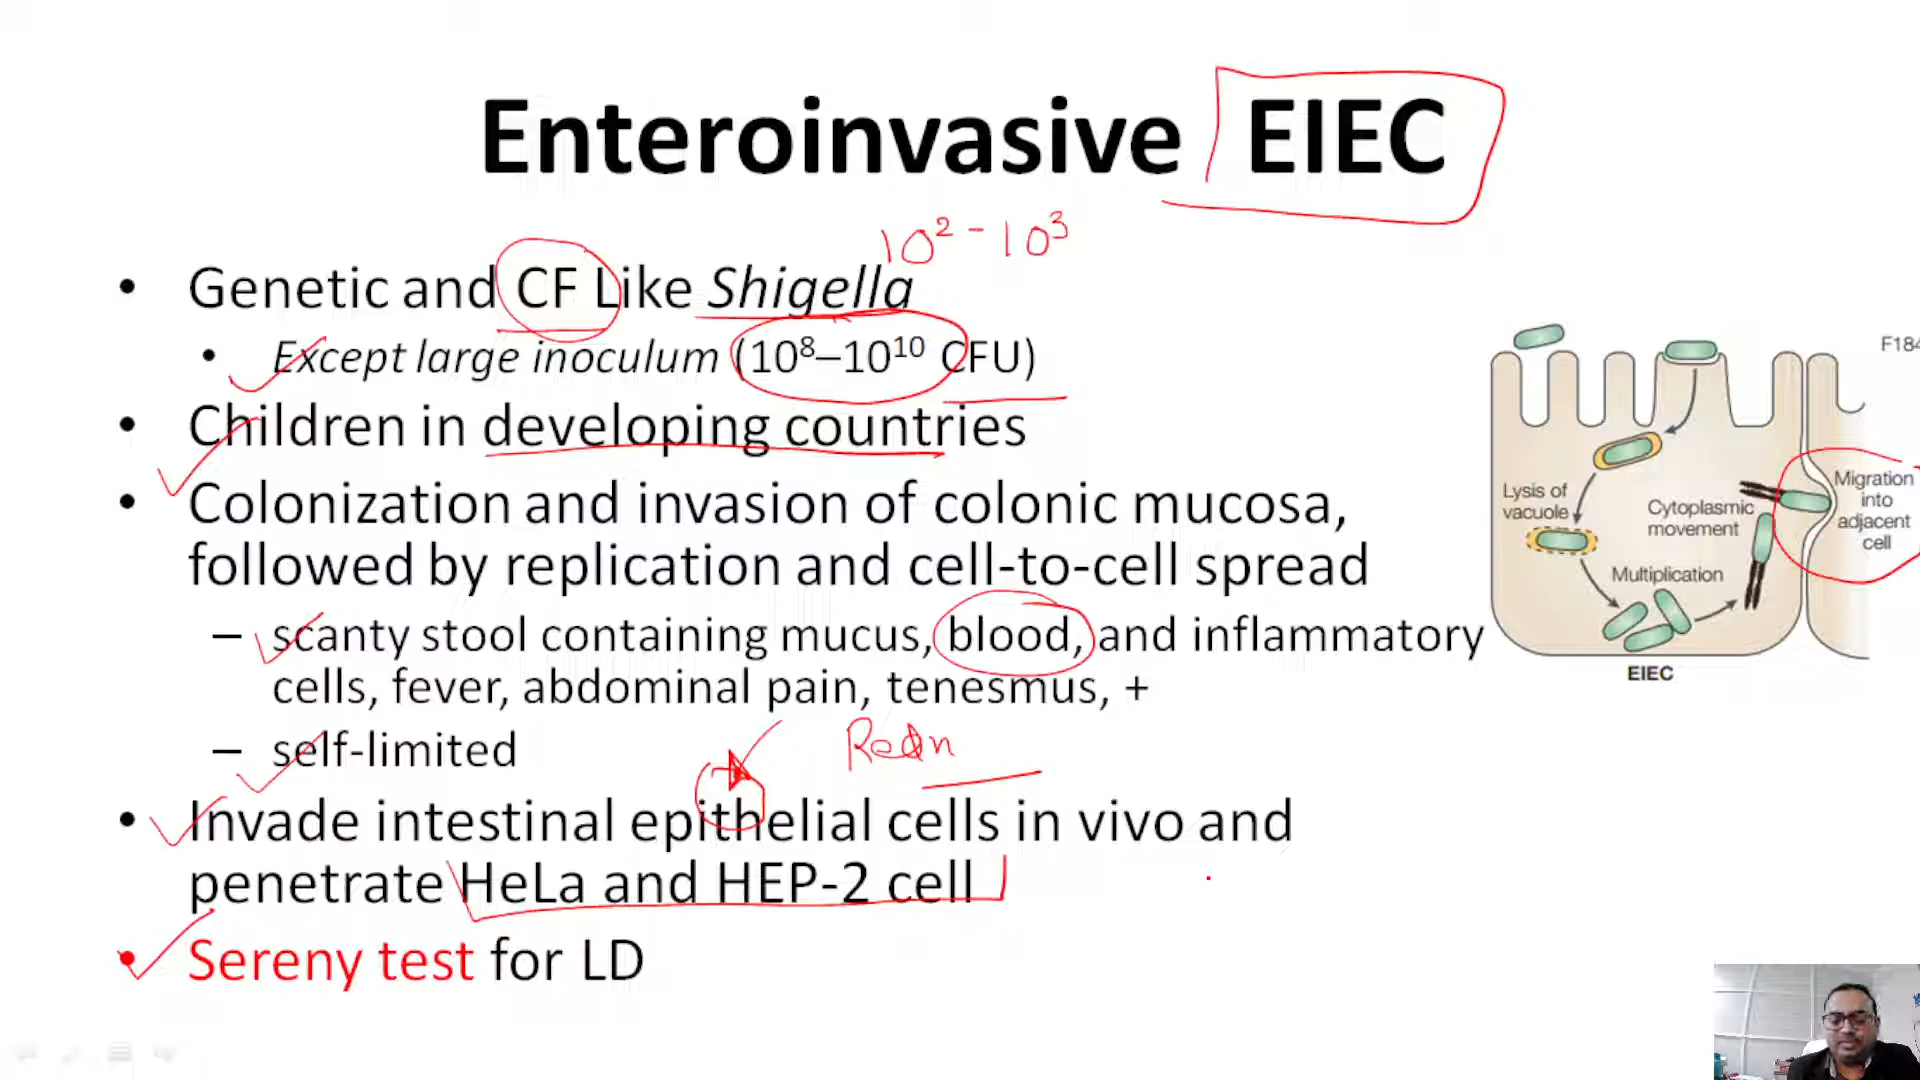 Enteroinvasive EIEC
10² - 10³
• Genetic and CF Like Shigella
• Except large inoculum (10⁸–10¹⁰ CFU)
• Children in developing countries
• Colonization and invasion of colonic mucosa,
followed by replication and cell-to-cell spread
– scanty stool containing mucus, blood, and inflammatory
cells, fever, abdominal pain, tenesmus, +
– self-limited
• Invade intestinal epithelial cells in vivo and
penetrate HeLa and HEP-2 cell
• Sereny test for LD
F184
Lysis of
vacuole
Cytoplasmic
movement
Migration
into
adjacent
cell
Multiplication
EIEC